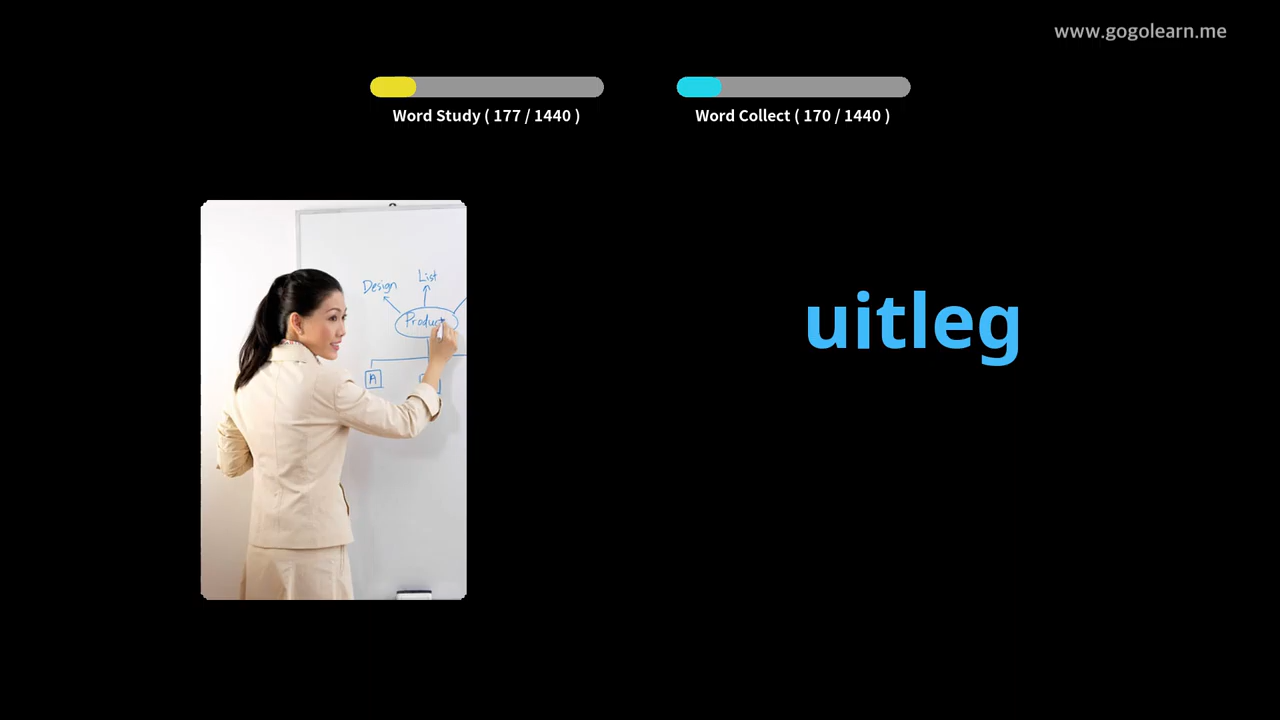 www.gogolearn.me
Word Study ( 177 / 1440 )
Word Collect ( 170 / 1440 )
List
Design
Product
A
uitleg